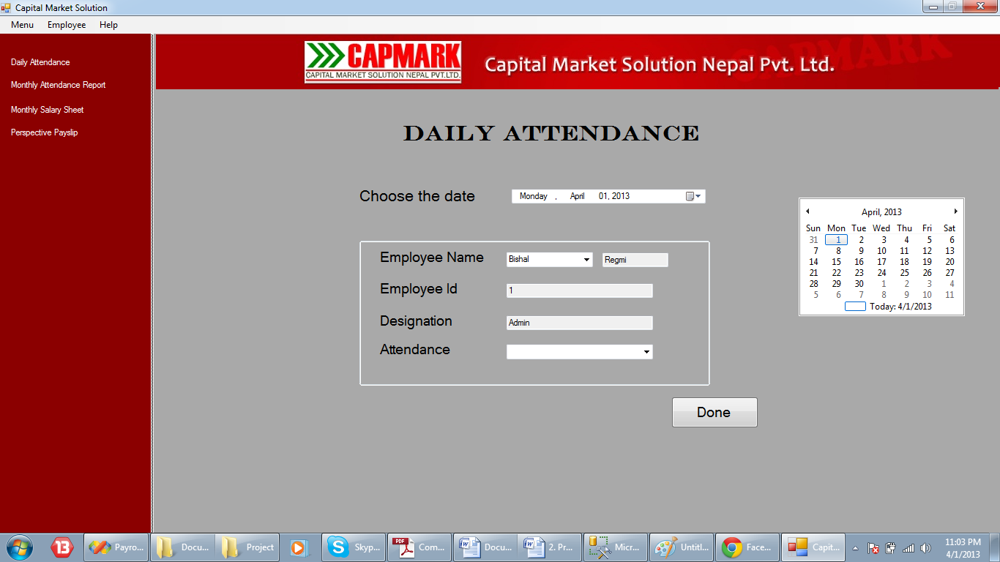 Capital Market Solution
Menu Employee Help
Daily Attendance
Monthly Attendance Report
Monthly Salary Sheet
Perspective Payslip
CAPMARK
CAPITAL MARKET SOLUTION NEPAL PVT.LTD.
Capital Market Solution Nepal Pvt. Ltd.
CAPMARK
DAILY ATTENDANCE
Choose the date Monday , April 01, 2013
Employee Name Bishal Regmi
Employee Id 1
Designation Admin
Attendance
Done
April, 2013
Sun Mon Tue Wed Thu Fri Sat
31 1 2 3 4 5 6
7 8 9 10 11 12 13
14 15 16 17 18 19 20
21 22 23 24 25 26 27
28 29 30 1 2 3 4
5 6 7 8 9 10 11
Today: 4/1/2013
13 Payro... Docu... Project Skyp... PDF Com... Docu... 2. Pr... Micr... Untitl... Face... Capit...
11:03 PM
4/1/2013